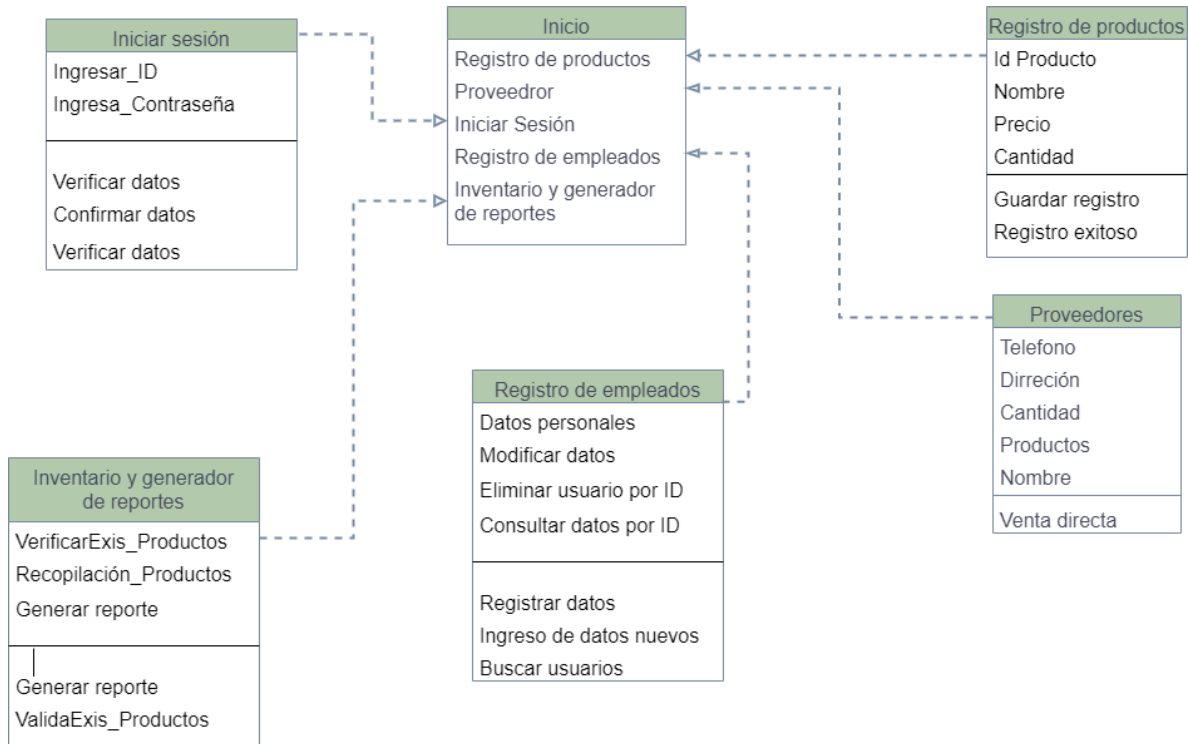 Iniciar sesión
Ingresar_ID
Ingresa_Contraseña
Verificar datos
Confirmar datos
Verificar datos
Inicio
Registro de productos
Proveedror
Iniciar Sesión
Registro de empleados
Inventario y generador
de reportes
Registro de productos
Id Producto
Nombre
Precio
Cantidad
Guardar registro
Registro exitoso
Proveedores
Telefono
Dirreción
Cantidad
Productos
Nombre
Venta directa
Registro de empleados
Datos personales
Modificar datos
Eliminar usuario por ID
Consultar datos por ID
Registrar datos
Ingreso de datos nuevos
Buscar usuarios
Inventario y generador
de reportes
VerificarExis_Productos
Recopilación_Productos
Generar reporte
Generar reporte
ValidaExis_Productos